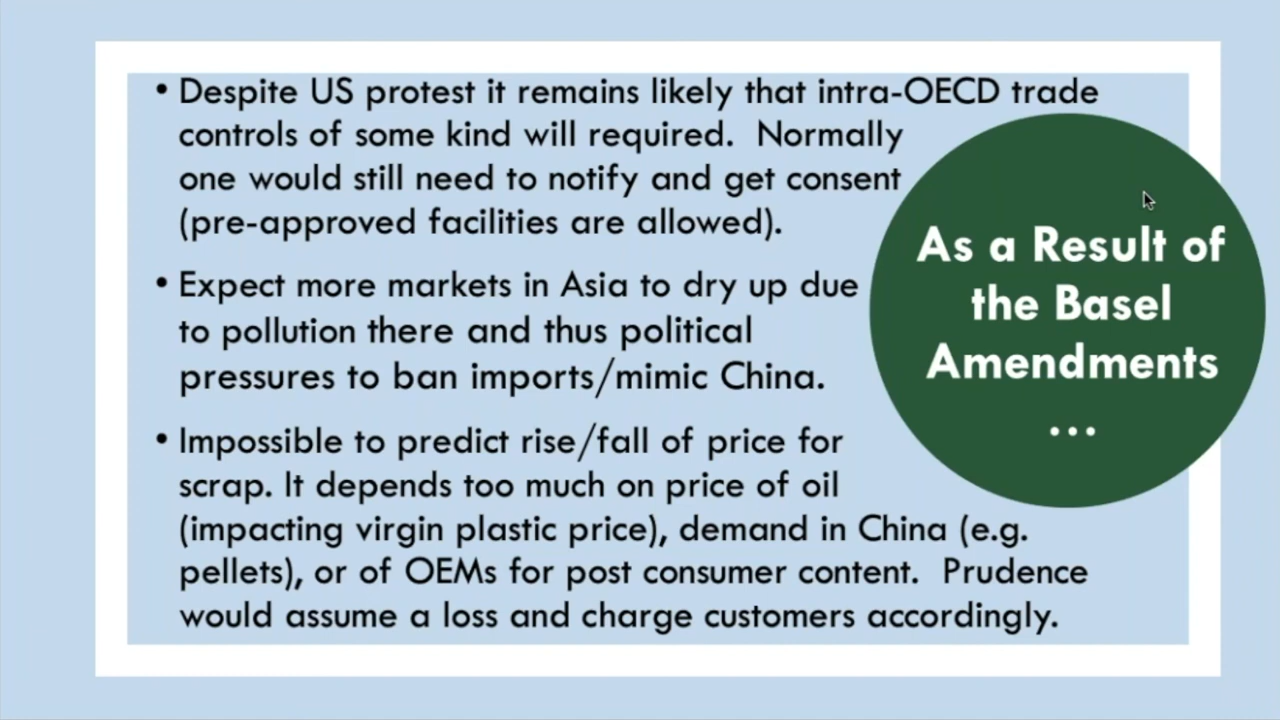 • Despite US protest it remains likely that intra-OECD trade
controls of some kind will required.  Normally
one would still need to notify and get consent
(pre-approved facilities are allowed).
• Expect more markets in Asia to dry up due
to pollution there and thus political
pressures to ban imports/mimic China.
• Impossible to predict rise/fall of price for
scrap. It depends too much on price of oil
(impacting virgin plastic price), demand in China (e.g.
pellets), or of OEMs for post consumer content.  Prudence
would assume a loss and charge customers accordingly.
As a Result of
the Basel
Amendments
...